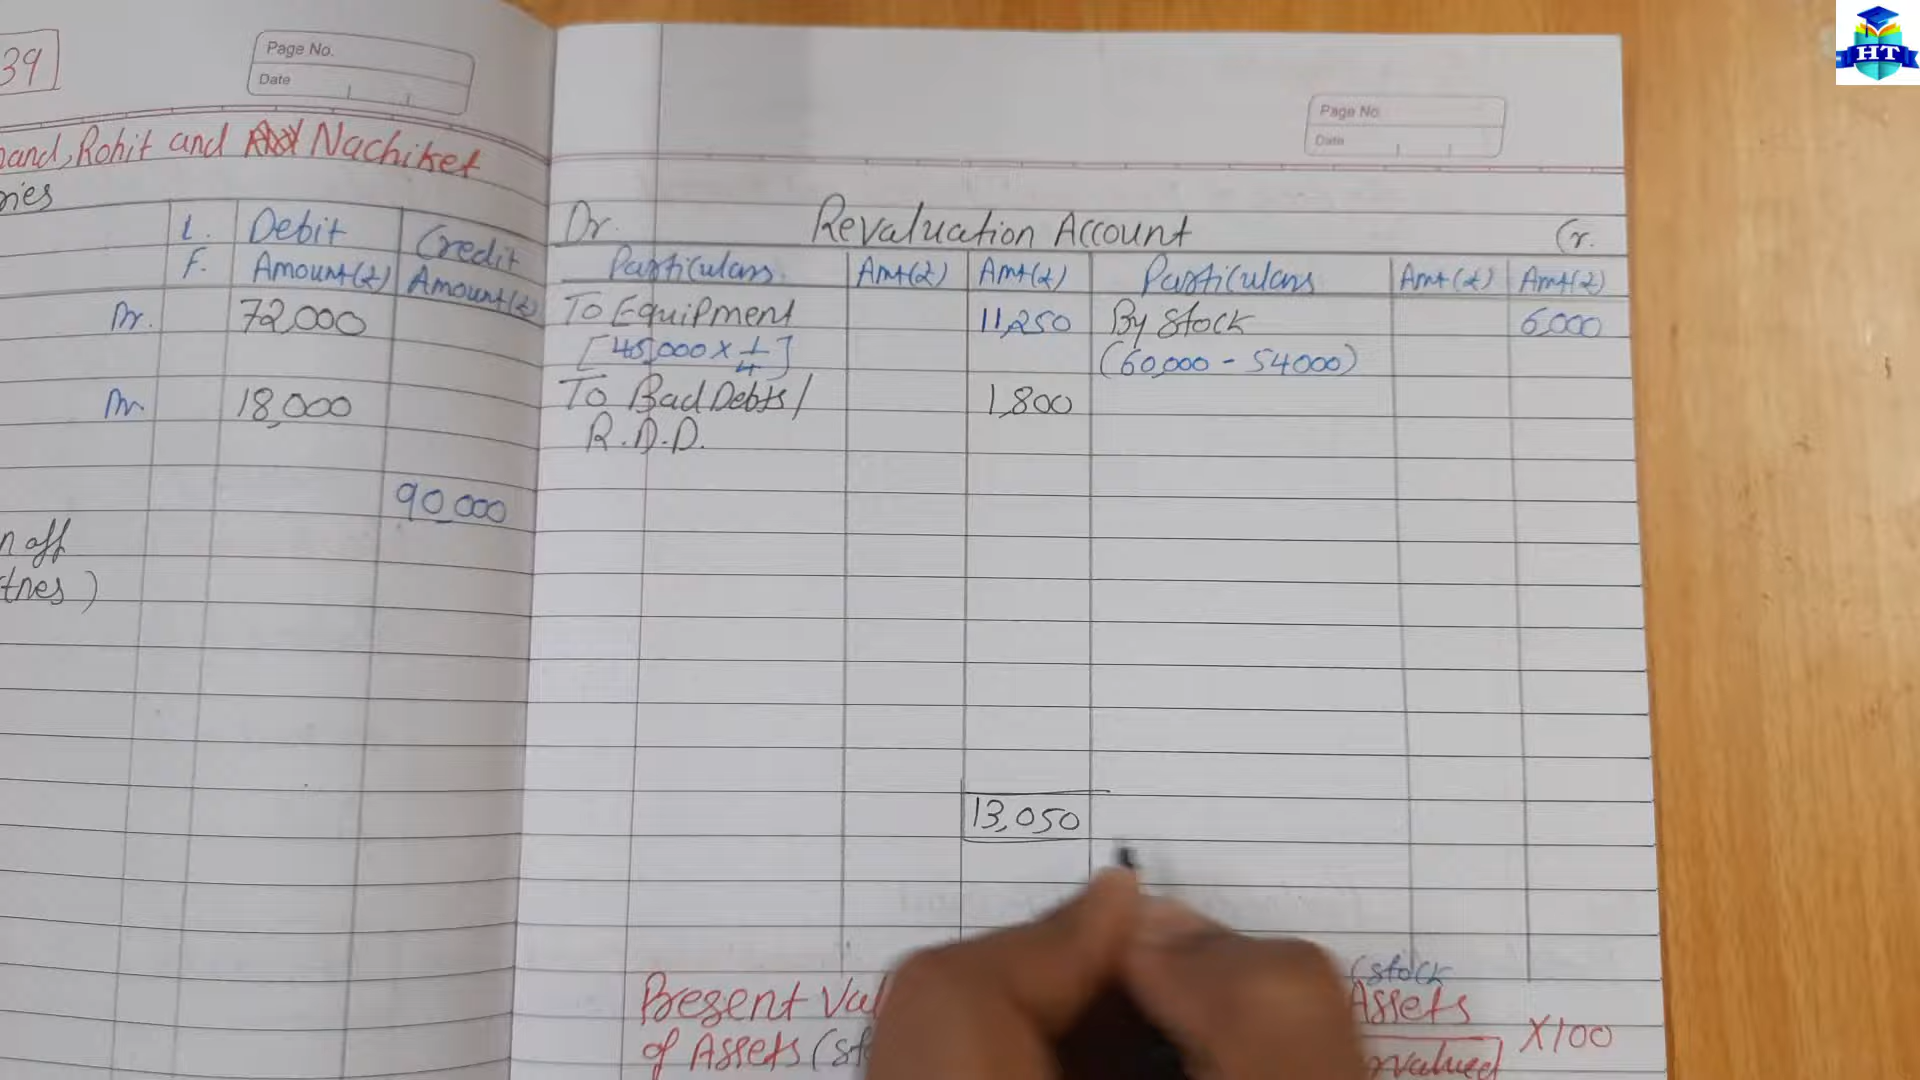 HT
39
Page No.
Date
and, Rohit and Nachiket
L.
F.
Debit
Amount(₹)
Credit
Amount(₹)
Dr.
72,000
Dr.
18,000
90,000
n off
Page No.
Date
Dr.
Revaluation Account
Cr.
Particulars
Amt(₹)
Amt(₹)
Particulars
Amt(₹)
Amt(₹)
To Equipment
11,250
By Stock
6,000
[45,000 × 1/4]
(60,000 - 54000)
To Bad Debts/
1,800
R.D.D.
13,050
Present Val
of Assets (st
(stock
Assets
valued
X100